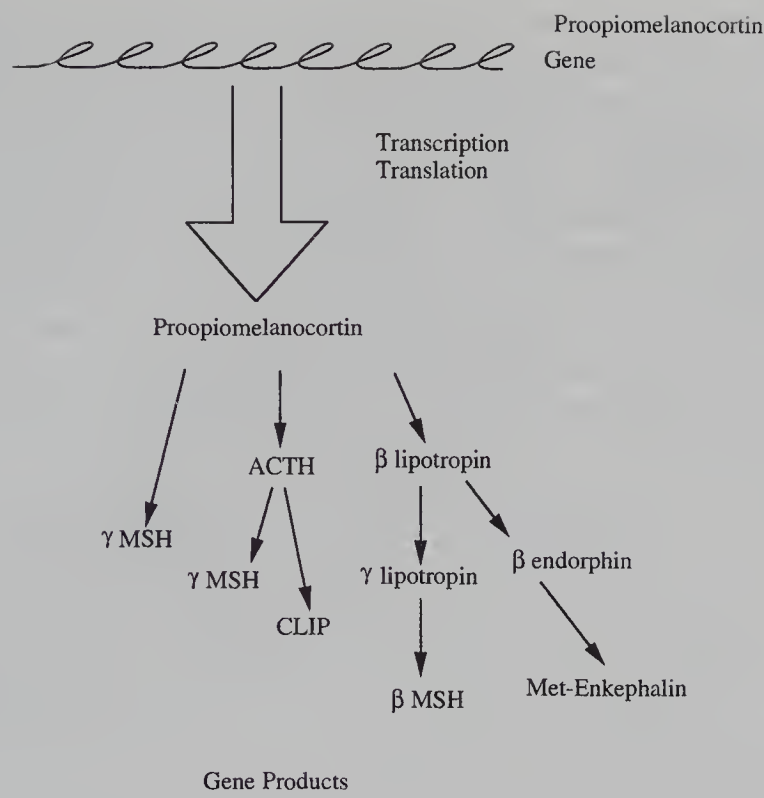 Proopiomelanocortin
Gene
Transcription
Translation
Proopiomelanocortin
ACTH
β lipotropin
γ MSH
γ MSH
γ lipotropin
β endorphin
CLIP
β MSH
Met-Enkephalin
Gene Products